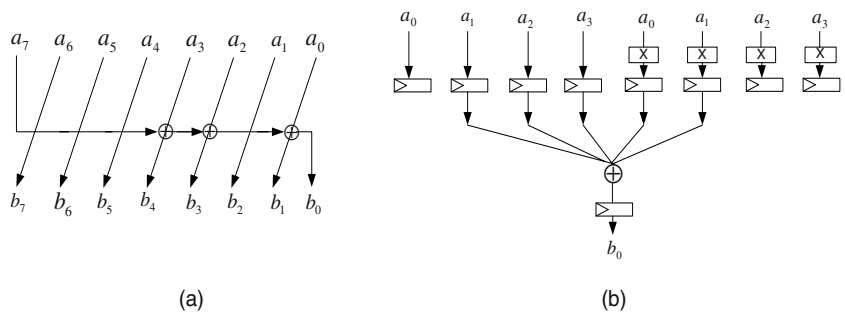 a₇ a₆ a₅ a₄ a₃ a₂ a₁ a₀
b₇ b₆ b₅ b₄ b₃ b₂ b₁ b₀
(a)
a₀ a₁ a₂ a₃ a₀ a₁ a₂ a₃
X X X X
b₀
(b)